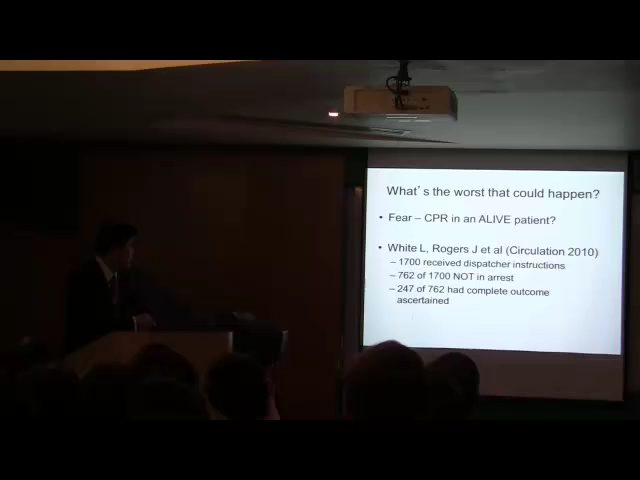 What's the worst that could happen?
• Fear – CPR in an ALIVE patient?
• White L, Rogers J et al (Circulation 2010)
– 1700 received dispatcher instructions
– 762 of 1700 NOT in arrest
– 247 of 762 had complete outcome
ascertained